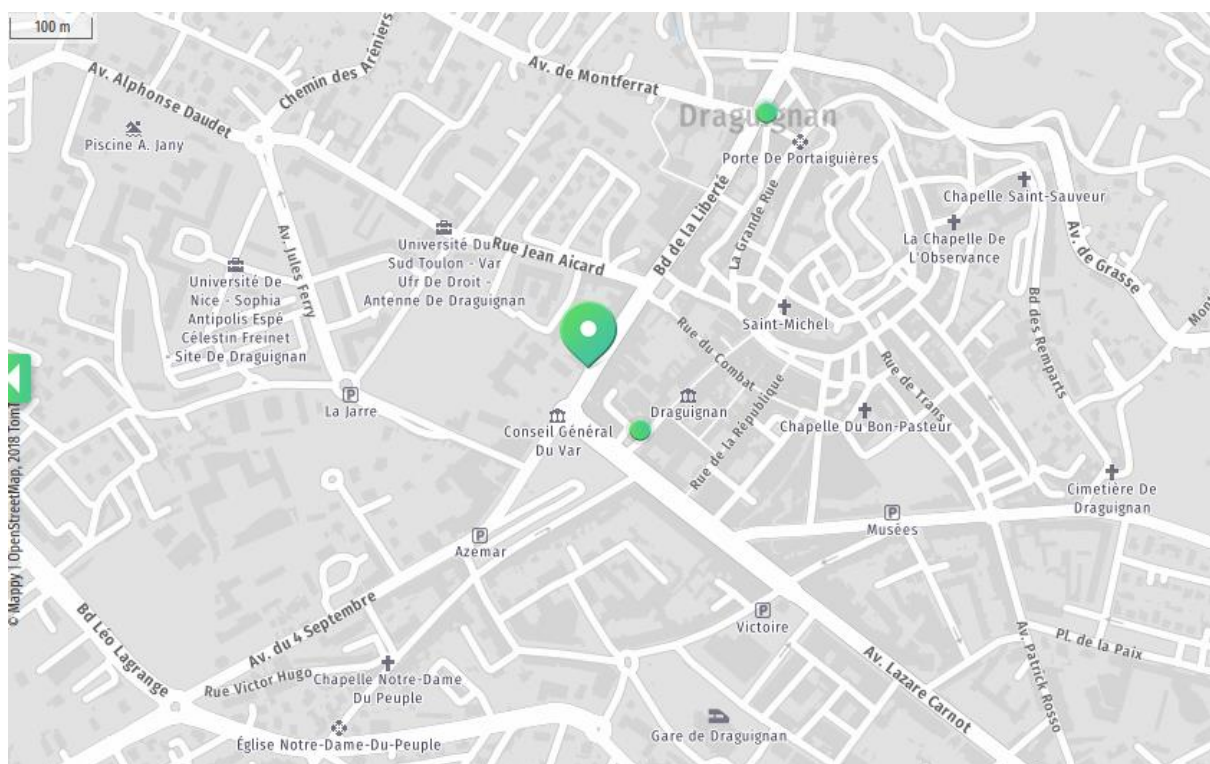 100 m
Av. Alphonse Daudet
Chemin des Aréniers
Av. de Montferrat
Draguignan
Piscine A. Jany
Porte De Portaiguières
Chapelle Saint-Sauveur
La Chapelle De
L'Observance
Av. de Grasse
Bd de la Liberté
La Grande Rue
Université Du
Sud Toulon - Var
Ufr De Droit -
Antenne De Draguignan
Rue Jean Aicard
Av. Jules Ferry
Université De
Nice - Sophia
Antipolis Espé
Célestin Freinet
Site De Draguignan
Saint-Michel
Bd des Remparts
Rue du Combat
Rue de Trans
La Jarre
Draguignan
Conseil Général
Du Var
Rue de la République
Chapelle Du Bon-Pasteur
Cimetière De
Draguignan
Musées
Azémar
Victoire
Av. du 4 Septembre
Bd Léo Lagrange
Rue Victor Hugo
Chapelle Notre-Dame
Du Peuple
Église Notre-Dame-Du-Peuple
Av. Lazare Carnot
Av. Patrick Rosso
Pl. de la Paix
Gare de Draguignan
© Mappy | OpenStreetMap, 2018 TomT